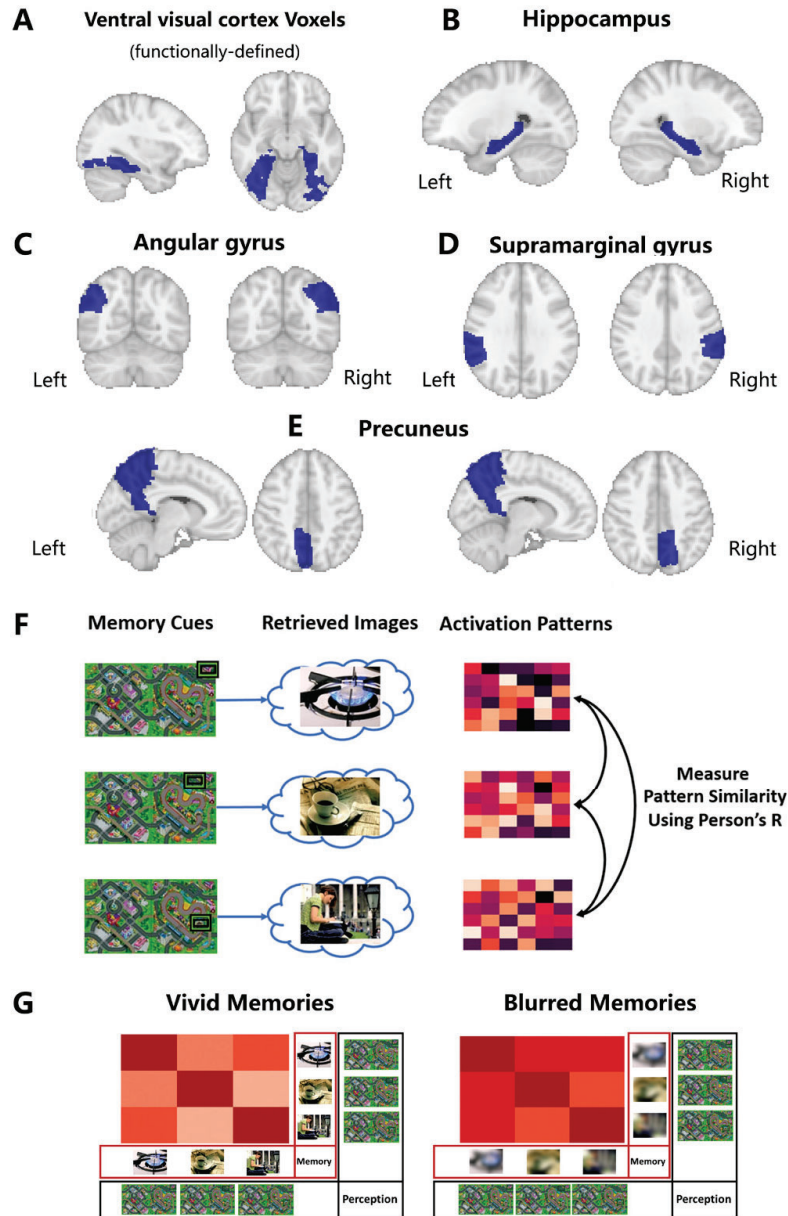 A
Ventral visual cortex Voxels
(functionally-defined)
B
Hippocampus
Left
Right
C
Angular gyrus
Left
Right
D
Supramarginal gyrus
Left
Right
E
Precuneus
Left
Right
F
Memory Cues
Retrieved Images
Activation Patterns
Measure
Pattern Similarity
Using Person's R
G
Vivid Memories
Memory
Perception
Blurred Memories
Memory
Perception